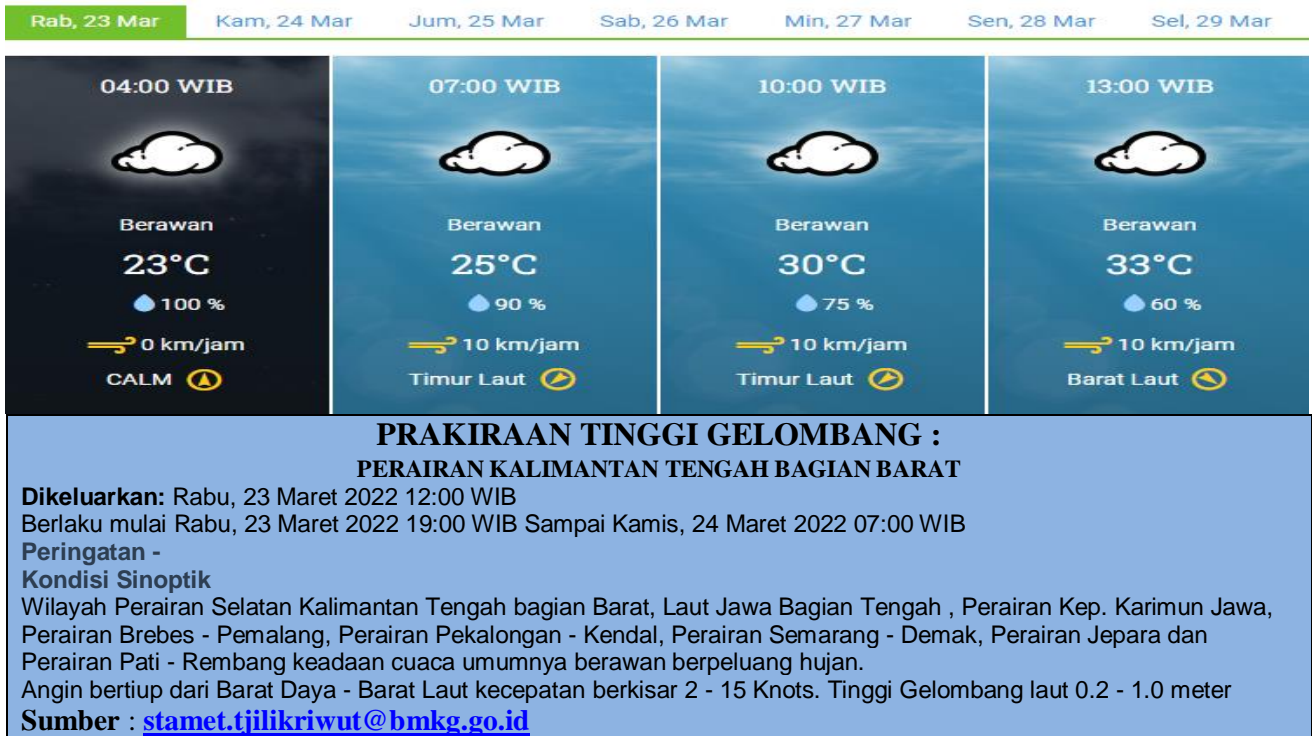 Rab, 23 Mar Kam, 24 Mar Jum, 25 Mar Sab, 26 Mar Min, 27 Mar Sen, 28 Mar Sel, 29 Mar
04:00 WIB 07:00 WIB 10:00 WIB 13:00 WIB
Berawan Berawan Berawan Berawan
23°C 25°C 30°C 33°C
100 % 90 % 75 % 60 %
0 km/jam 10 km/jam 10 km/jam 10 km/jam
CALM Timur Laut Timur Laut Barat Laut
PRAKIRAAN TINGGI GELOMBANG :
PERAIRAN KALIMANTAN TENGAH BAGIAN BARAT
Dikeluarkan: Rabu, 23 Maret 2022 12:00 WIB
Berlaku mulai Rabu, 23 Maret 2022 19:00 WIB Sampai Kamis, 24 Maret 2022 07:00 WIB
Peringatan -
Kondisi Sinoptik
Wilayah Perairan Selatan Kalimantan Tengah bagian Barat, Laut Jawa Bagian Tengah , Perairan Kep. Karimun Jawa,
Perairan Brebes - Pemalang, Perairan Pekalongan - Kendal, Perairan Semarang - Demak, Perairan Jepara dan
Perairan Pati - Rembang keadaan cuaca umumnya berawan berpeluang hujan.
Angin bertiup dari Barat Daya - Barat Laut kecepatan berkisar 2 - 15 Knots. Tinggi Gelombang laut 0.2 - 1.0 meter
Sumber : stamet.tjilikriwut@bmkg.go.id